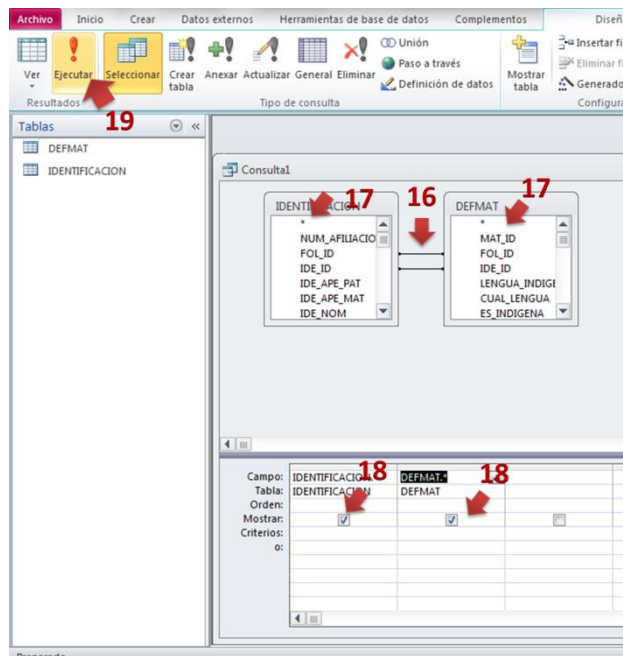 Archivo Inicio Crear Datos externos Herramientas de base de datos Complementos Diseñ
Ver Ejecutar Seleccionar Crear tabla Anexar Actualizar General Eliminar
Unión
Paso a través
Definición de datos
Mostrar tabla
Insertar fi
Eliminar fi
Generado
Resultados Tipo de consulta Configura
19
Tablas
DEFMAT
IDENTIFICACION
Consulta1
17 16 17
DEFMAT
*
NUM_AFILIACIO
FOL_ID
IDE_ID
IDE_APE_PAT
IDE_APE_MAT
IDE_NOM
*
MAT_ID
FOL_ID
IDE_ID
LENGUA_INDIGE
CUAL_LENGUA
ES_INDIGENA
18 18
Campo: DEFMAT.*
Tabla: IDENTIFICACION DEFMAT
Orden:
Mostrar:
Criterios:
o: